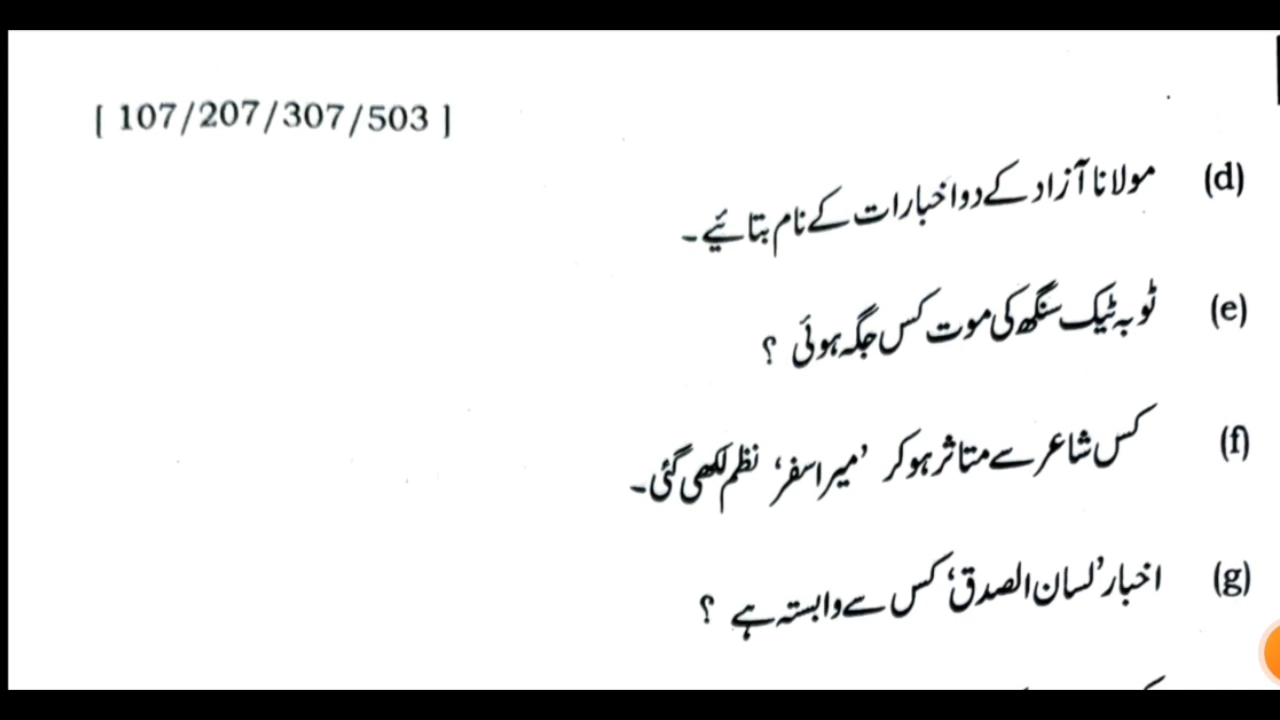 [ 107/207/307/503 ]
(d) مولانا آزاد کے دو اخبارات کے نام بتائیے۔
(e) ٹوبہ ٹیک سنگھ کی موت کس جگہ ہوئی ؟
(f) کس شاعر سے متاثر ہو کر ’میرا سفر‘ نظم لکھی گئی۔
(g) اخبار ’لسان الصدق‘ کس سے وابستہ ہے ؟